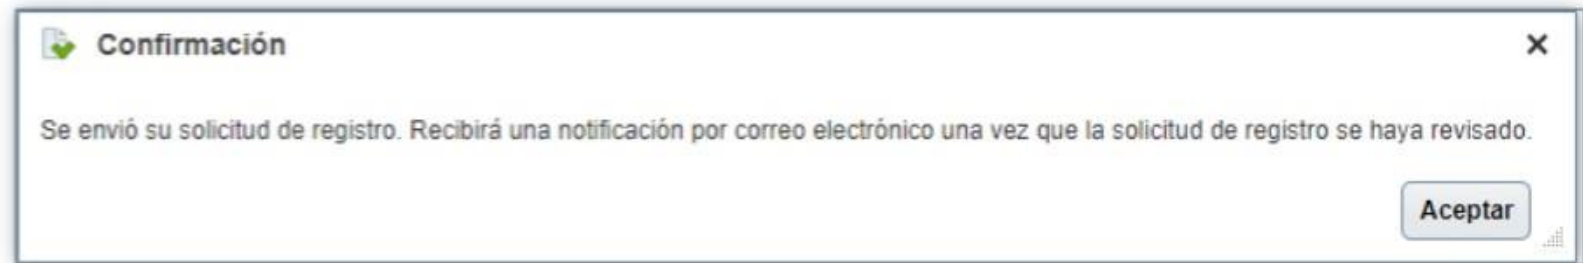 Confirmación
Se envió su solicitud de registro. Recibirá una notificación por correo electrónico una vez que la solicitud de registro se haya revisado.
Aceptar